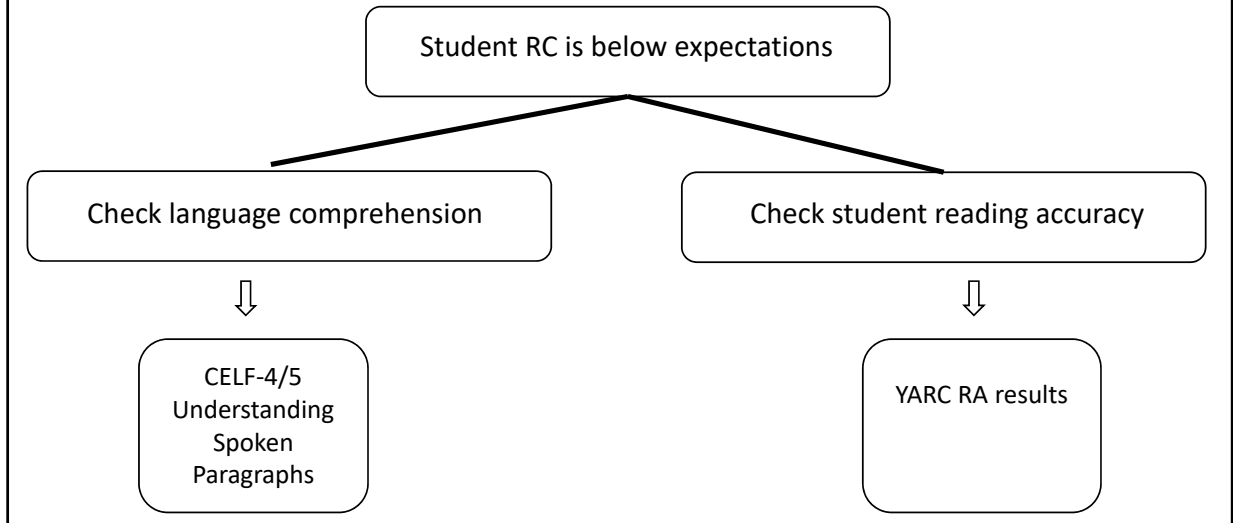 Student RC is below expectations
Check language comprehension
Check student reading accuracy
CELF-4/5
Understanding
Spoken
Paragraphs
YARC RA results